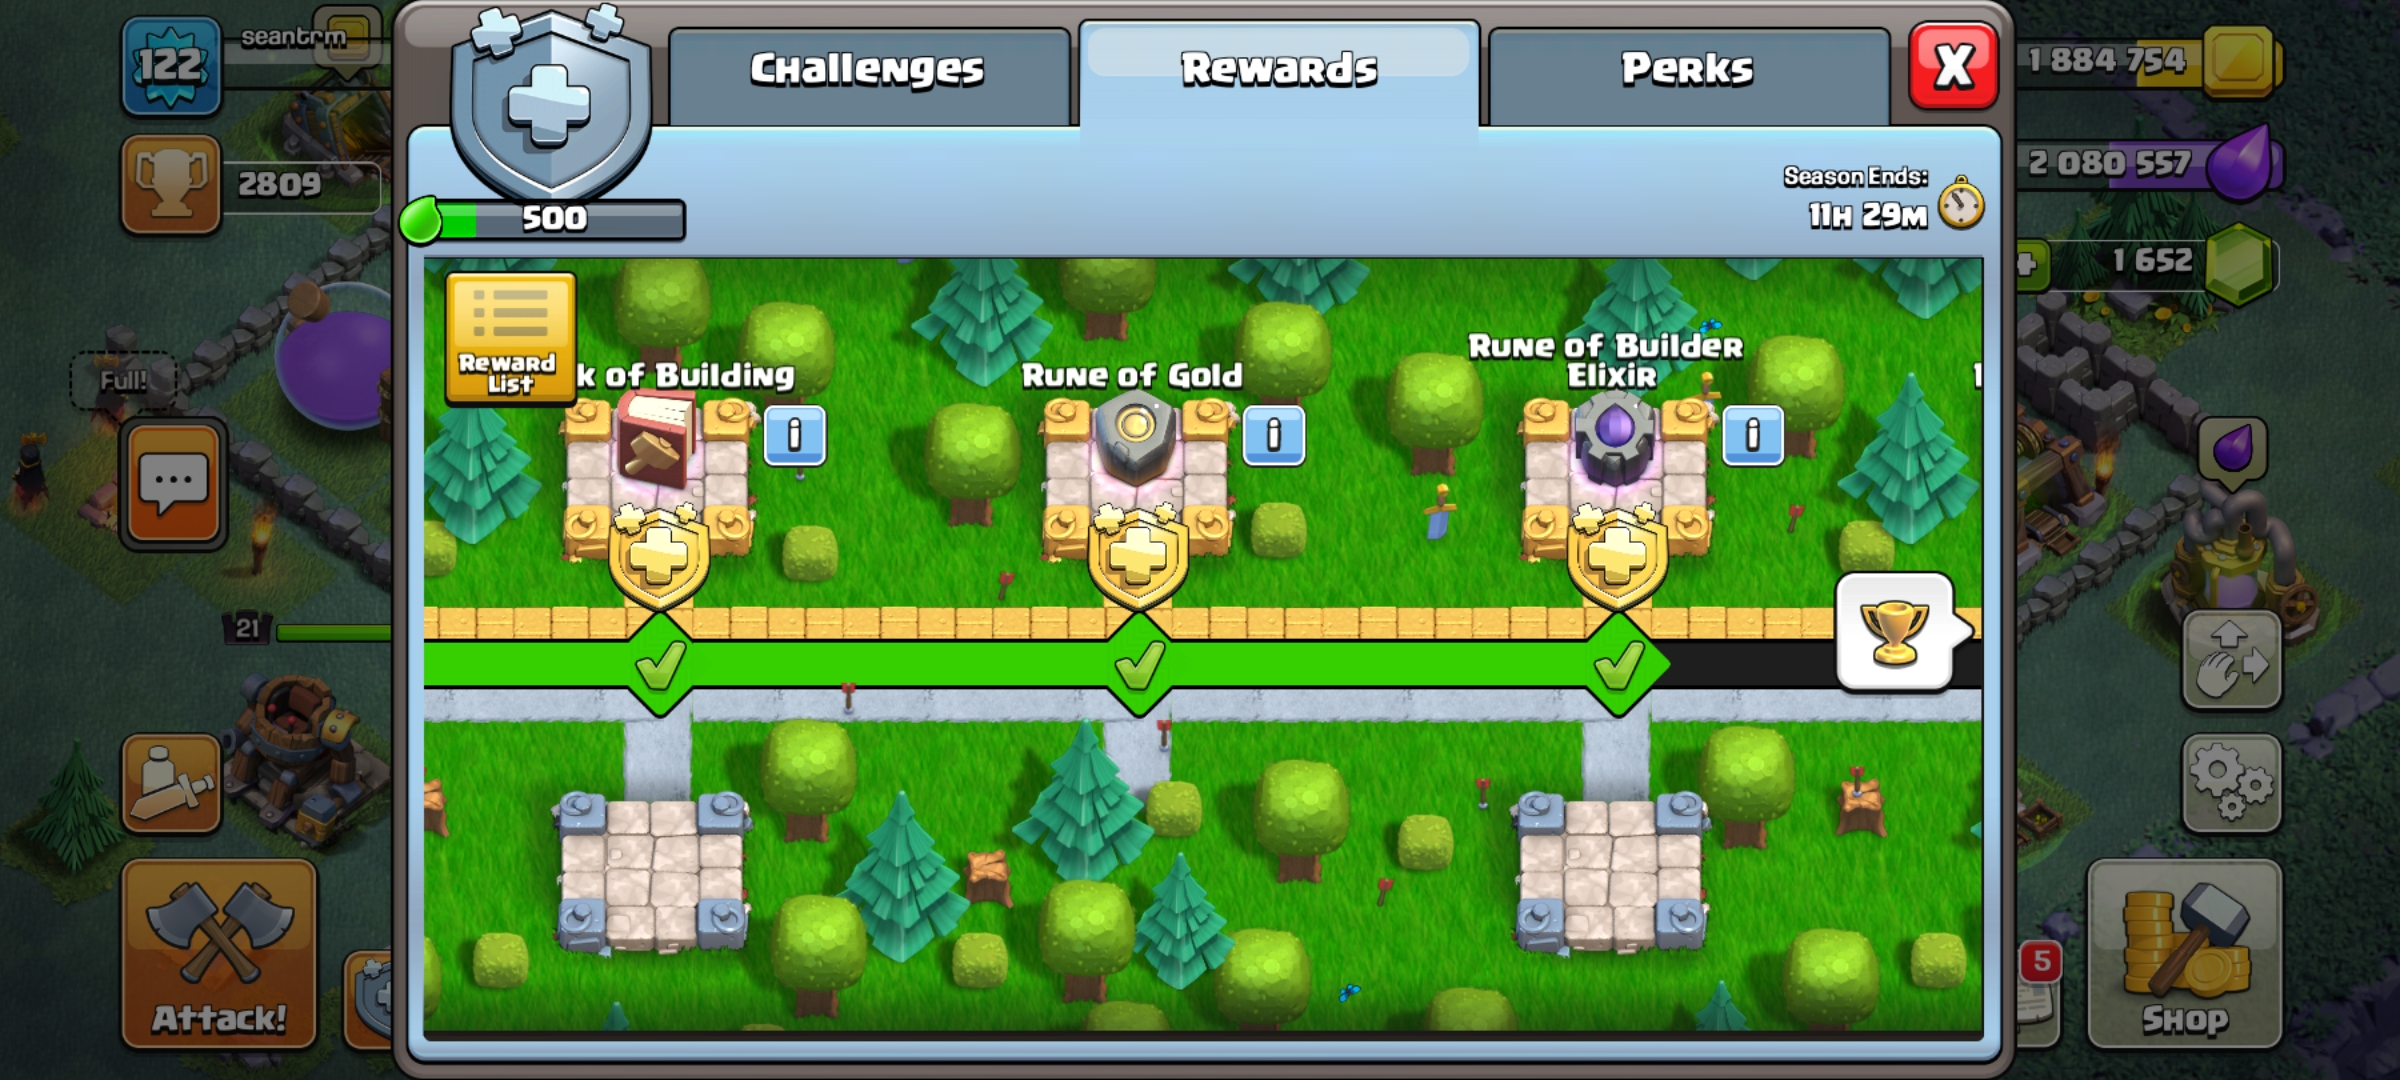 122
seantrm
Challenges
Rewards
Perks
X
1 884 754
2809
Season Ends:
11H 29M
2 080 557
500
1 652
Reward
List
k of Building
Rune of Gold
Rune of Builder
Elixir
Full!
21
Attack!
5
Shop